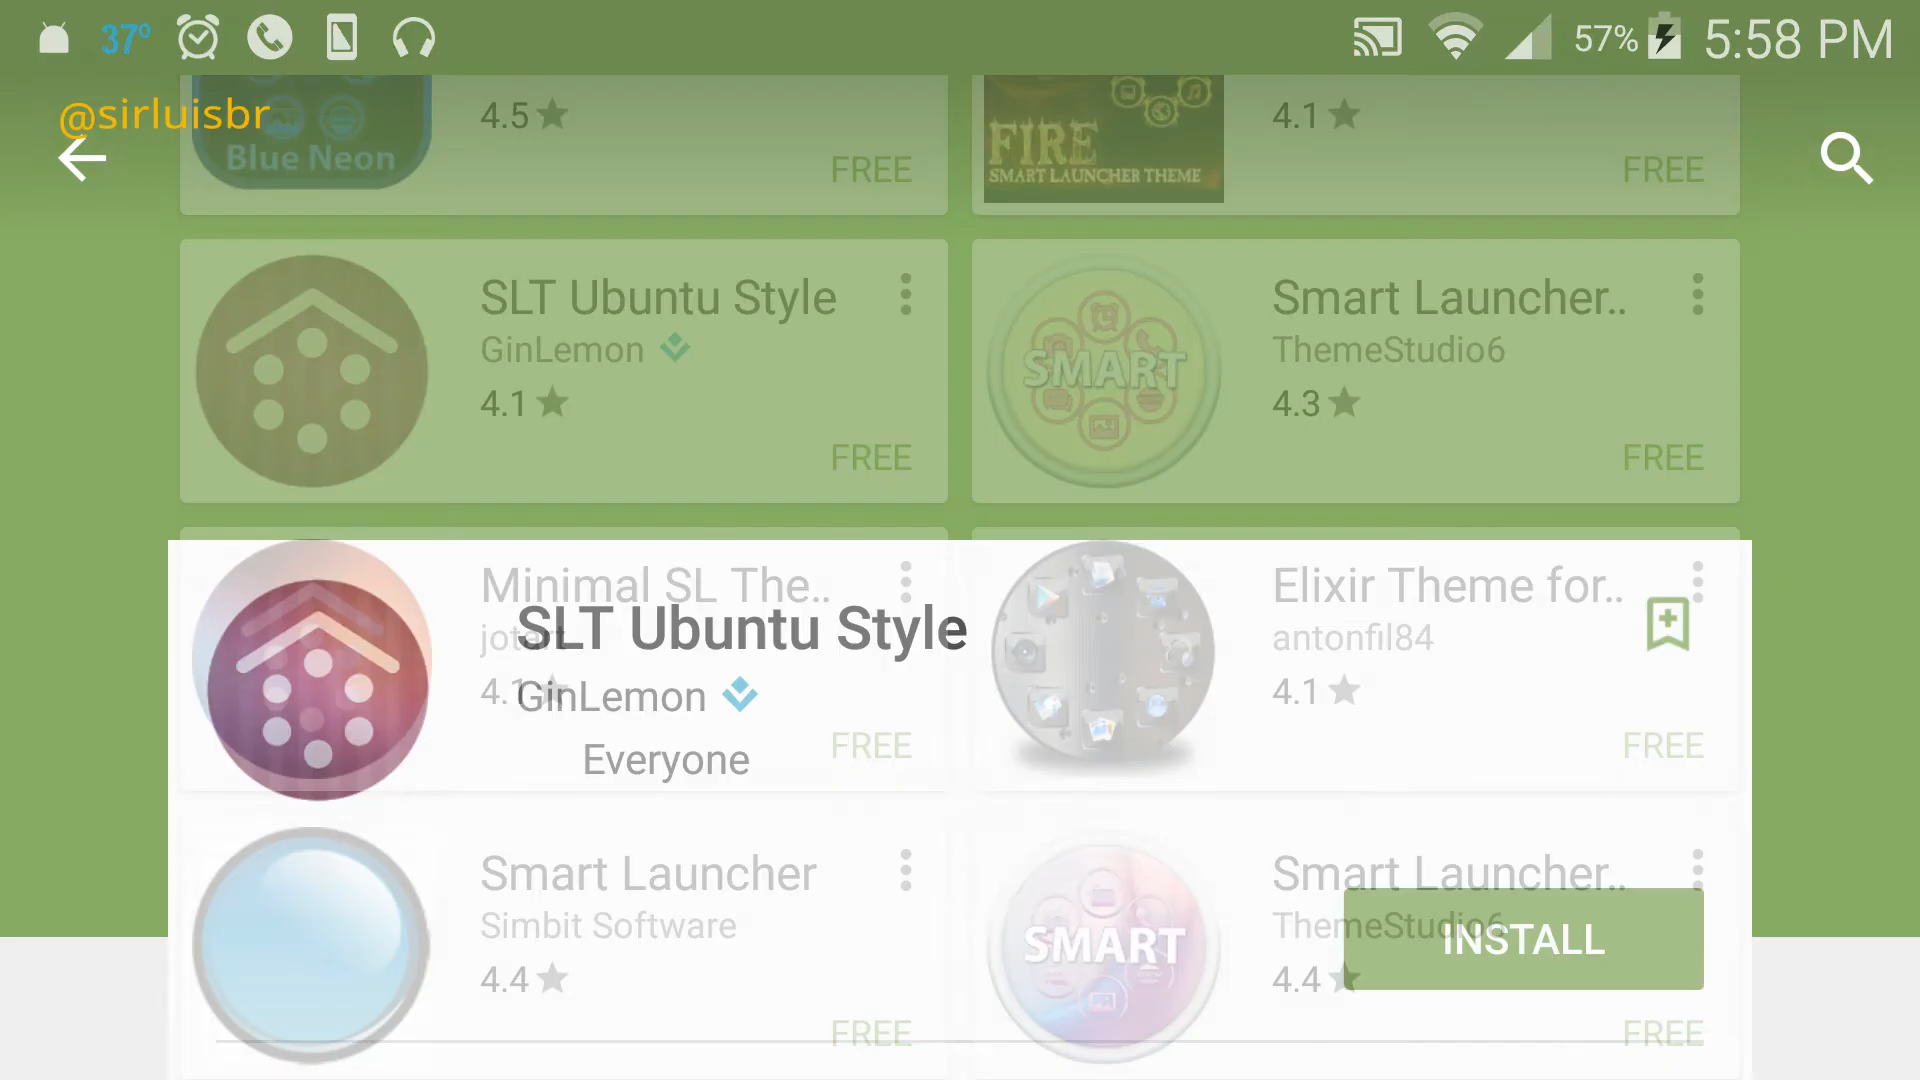 37°
57%
5:58 PM
@sirluisbr
Blue Neon
4.5
FREE
FIRE
SMART LAUNCHER THEME
4.1
FREE
SLT Ubuntu Style
GinLemon
4.1
FREE
SMART
Smart Launcher..
ThemeStudio6
4.3
FREE
Minimal SL The..
4.1
FREE
SLT Ubuntu Style
GinLemon
Everyone
Elixir Theme for..
antonfil84
4.1
FREE
Smart Launcher
Simbit Software
4.4
FREE
SMART
Smart Launcher..
ThemeStudio6
4.4
INSTALL
FREE